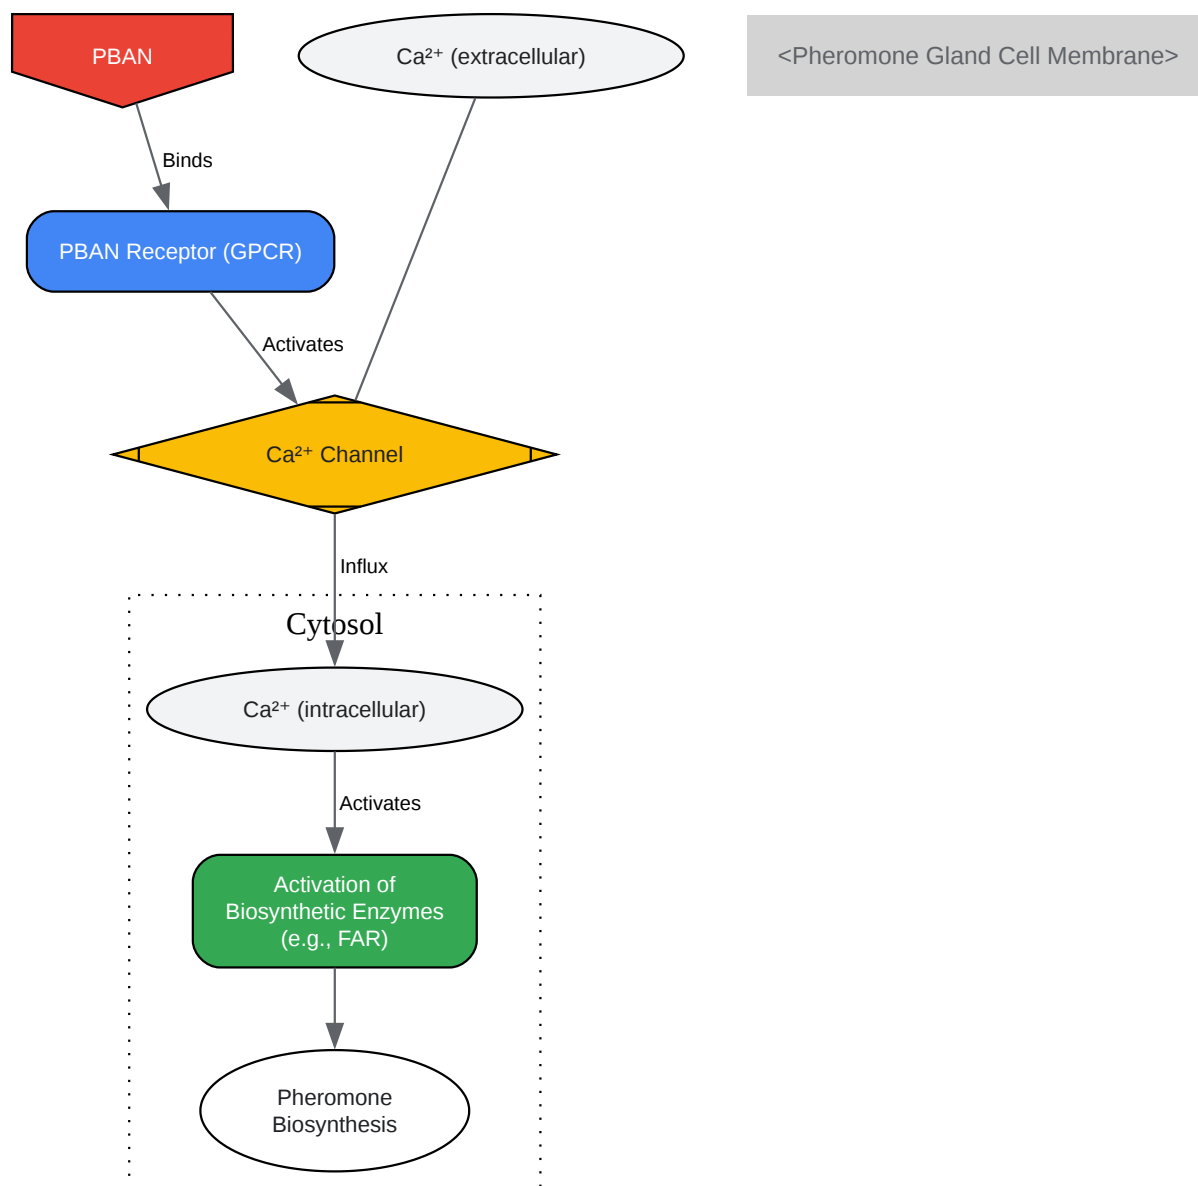 PBAN
Ca²⁺ (extracellular)
<Pheromone Gland Cell Membrane>
Binds
PBAN Receptor (GPCR)
Activates
Ca²⁺ Channel
Influx
Cytosol
Ca²⁺ (intracellular)
Activates
Activation of
Biosynthetic Enzymes
(e.g., FAR)
Pheromone
Biosynthesis